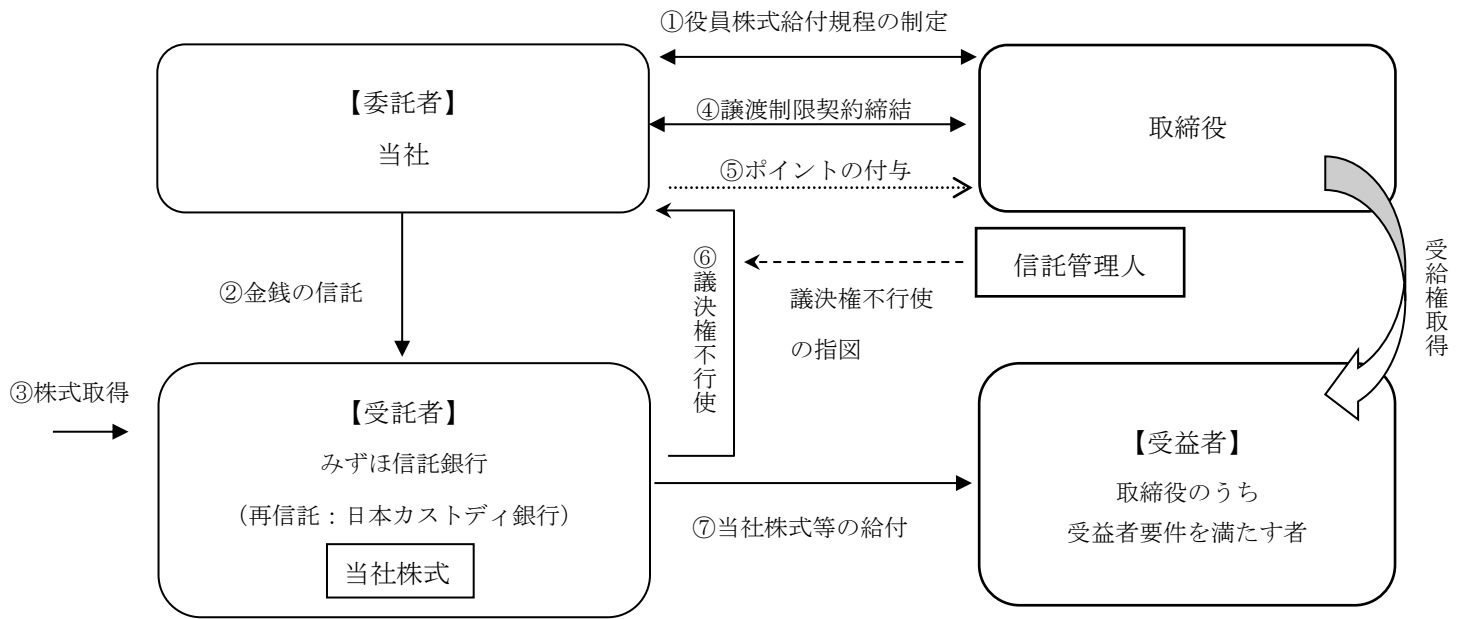 ①役員株式給付規程の制定
【委託者】
当社
④譲渡制限契約締結
取締役
⑤ポイントの付与
②金銭の信託
⑥議決権不行使
信託管理人
議決権不行使
の指図
受給権取得
③株式取得
【受託者】
みずほ信託銀行
（再信託：日本カストディ銀行）
当社株式
⑦当社株式等の給付
【受益者】
取締役のうち
受益者要件を満たす者